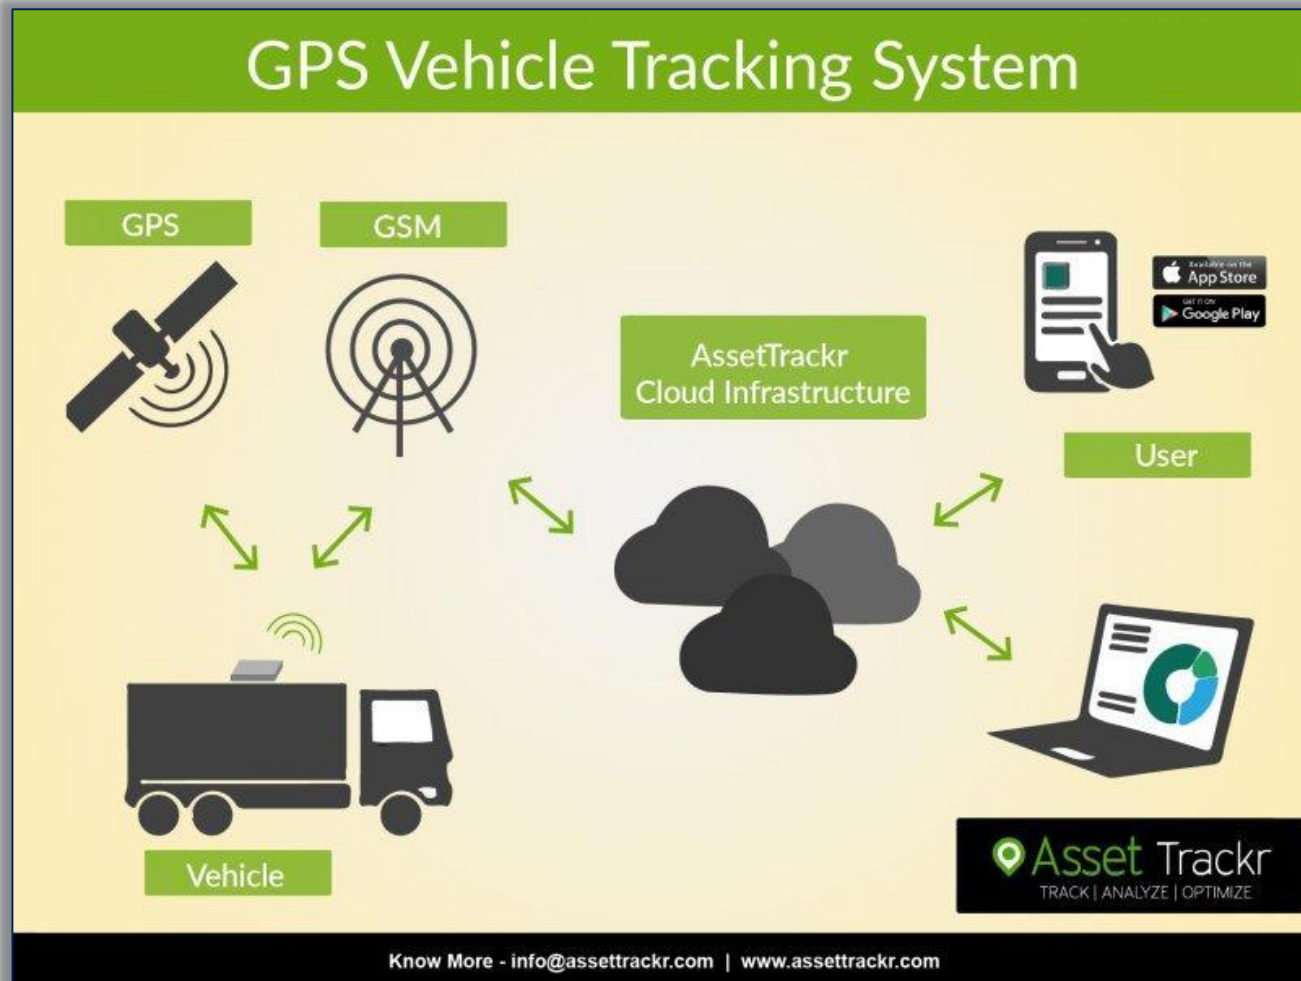 GPS Vehicle Tracking System
GPS
GSM
Available on the
App Store
GET IT ON
Google Play
AssetTrackr
Cloud Infrastructure
User
Vehicle
Asset Trackr
TRACK | ANALYZE | OPTIMIZE
Know More - info@assettrackr.com | www.assettrackr.com